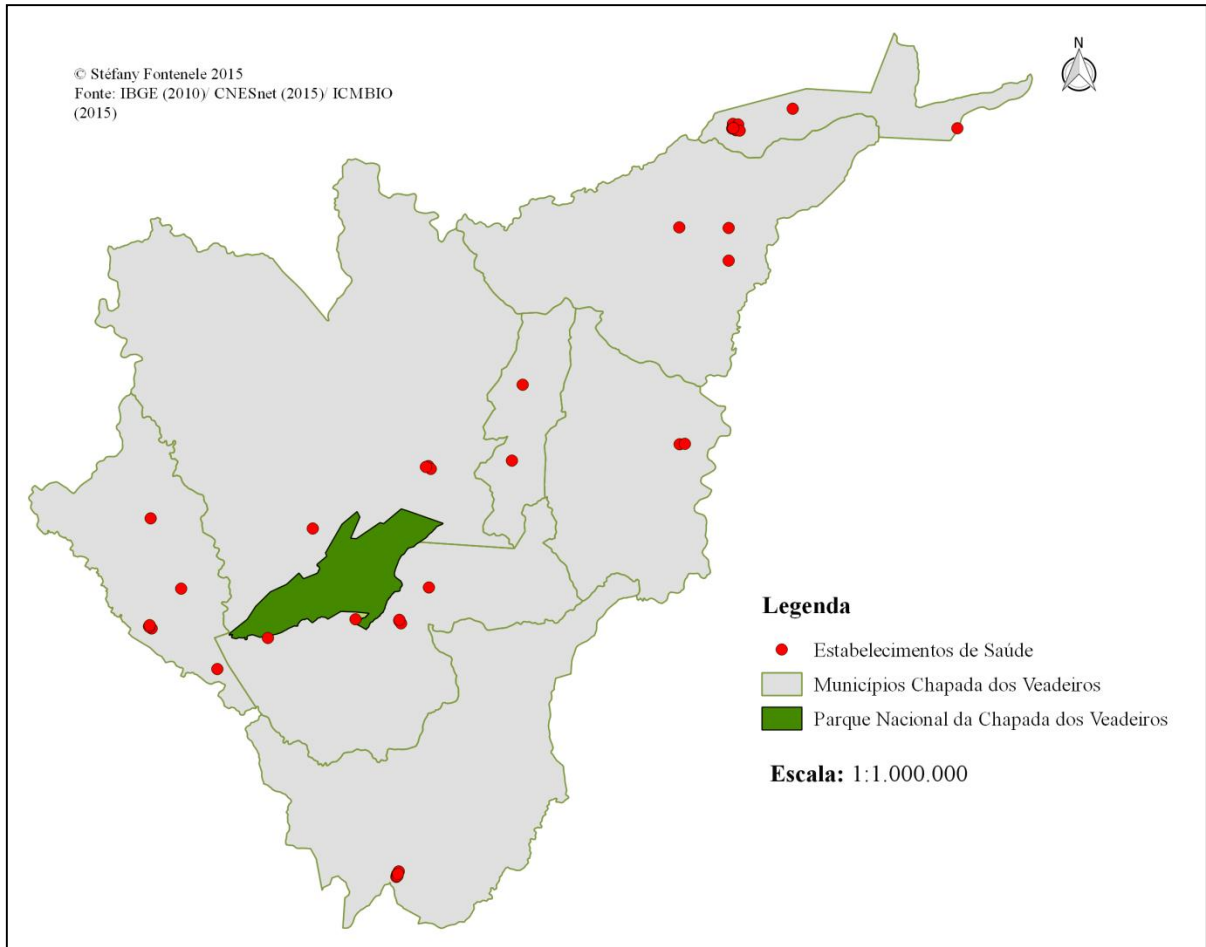 © Stéfany Fontenele 2015
Fonte: IBGE (2010)/ CNESnet (2015)/ ICMBIO
(2015)
N
Legenda
Estabelecimentos de Saúde
Municípios Chapada dos Veadeiros
Parque Nacional da Chapada dos Veadeiros
Escala: 1:1.000.000